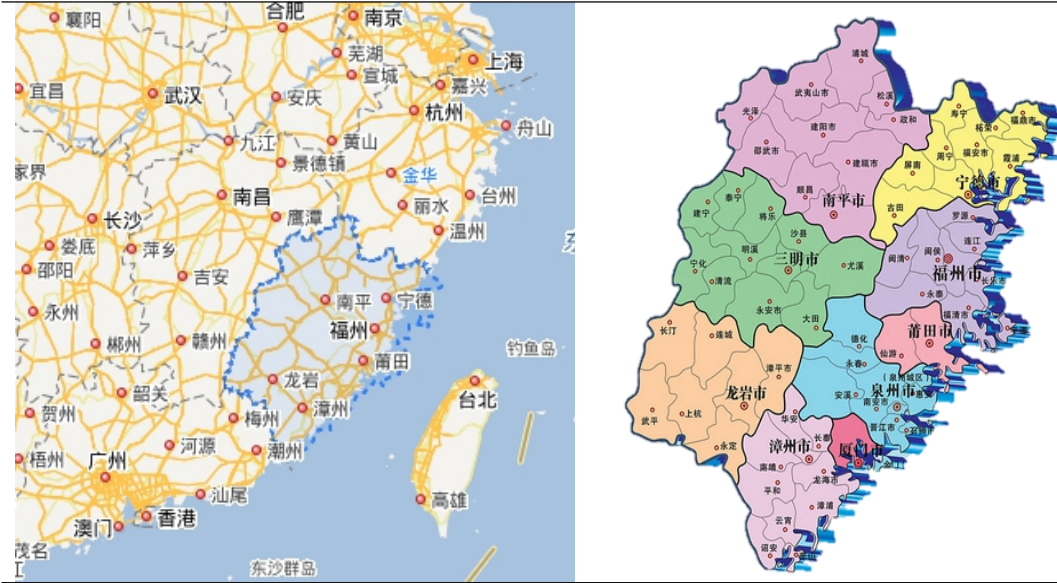 襄阳
合肥
南京
芜湖
上海
宣城
宜昌
武汉
安庆
嘉兴
杭州
舟山
九江
黄山
景德镇
家界
金华
南昌
台州
丽水
长沙
鹰潭
温州
娄底
萍乡
邵阳
吉安
南平
宁德
永州
福州
郴州
赣州
莆田
钓鱼岛
龙岩
韶关
台北
贺州
梅州
漳州
河源
潮州
梧州
广州
汕尾
高雄
香港
澳门
茂名
江
东沙群岛
浦城
武夷山市
松溪
光泽
政和
寿宁
柘荣
福鼎市
建阳市
邵武市
周宁
福安市
霞浦
建瓯市
屏南
宁德市
泰宁
顺昌
南平市
古田
建宁
将乐
罗源
沙县
连江
明溪
闽侯
闽清
三明市
宁化
尤溪
福州市
清流
长乐市
永泰
永安市
大田
福清市
长汀
连城
德化
莆田市
仙游
永春
漳平市
（泉州城区）
龙岩市
安溪
泉州市
惠安
南安市
武平
上杭
华安
晋江市
永定
漳州市
长泰
厦门市
南靖
龙海市
平和
漳浦
云霄
诏安